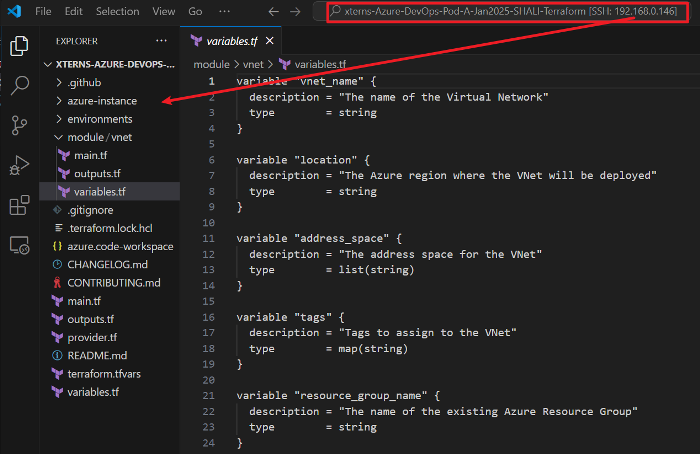 File Edit Selection View Go ··· xterns-Azure-DevOps-Pod-A-Jan2025-SHALI-Terraform [SSH: 192.168.0.146]
EXPLORER ···
XTERNS-AZURE-DEVOPS-...
.github
azure-instance
environments
module / vnet
main.tf
outputs.tf
variables.tf
.gitignore
.terraform.lock.hcl
azure.code-workspace
CHANGELOG.md
CONTRIBUTING.md
main.tf
outputs.tf
provider.tf
README.md
terraform.tfvars
variables.tf
variables.tf
module > vnet > variables.tf
1 variable "vnet_name" {
2 description = "The name of the Virtual Network"
3 type = string
4 }
5
6 variable "location" {
7 description = "The Azure region where the VNet will be deployed"
8 type = string
9 }
10
11 variable "address_space" {
12 description = "The address space for the VNet"
13 type = list(string)
14 }
15
16 variable "tags" {
17 description = "Tags to assign to the VNet"
18 type = map(string)
19 }
20
21 variable "resource_group_name" {
22 description = "The name of the existing Azure Resource Group"
23 type = string
24 }